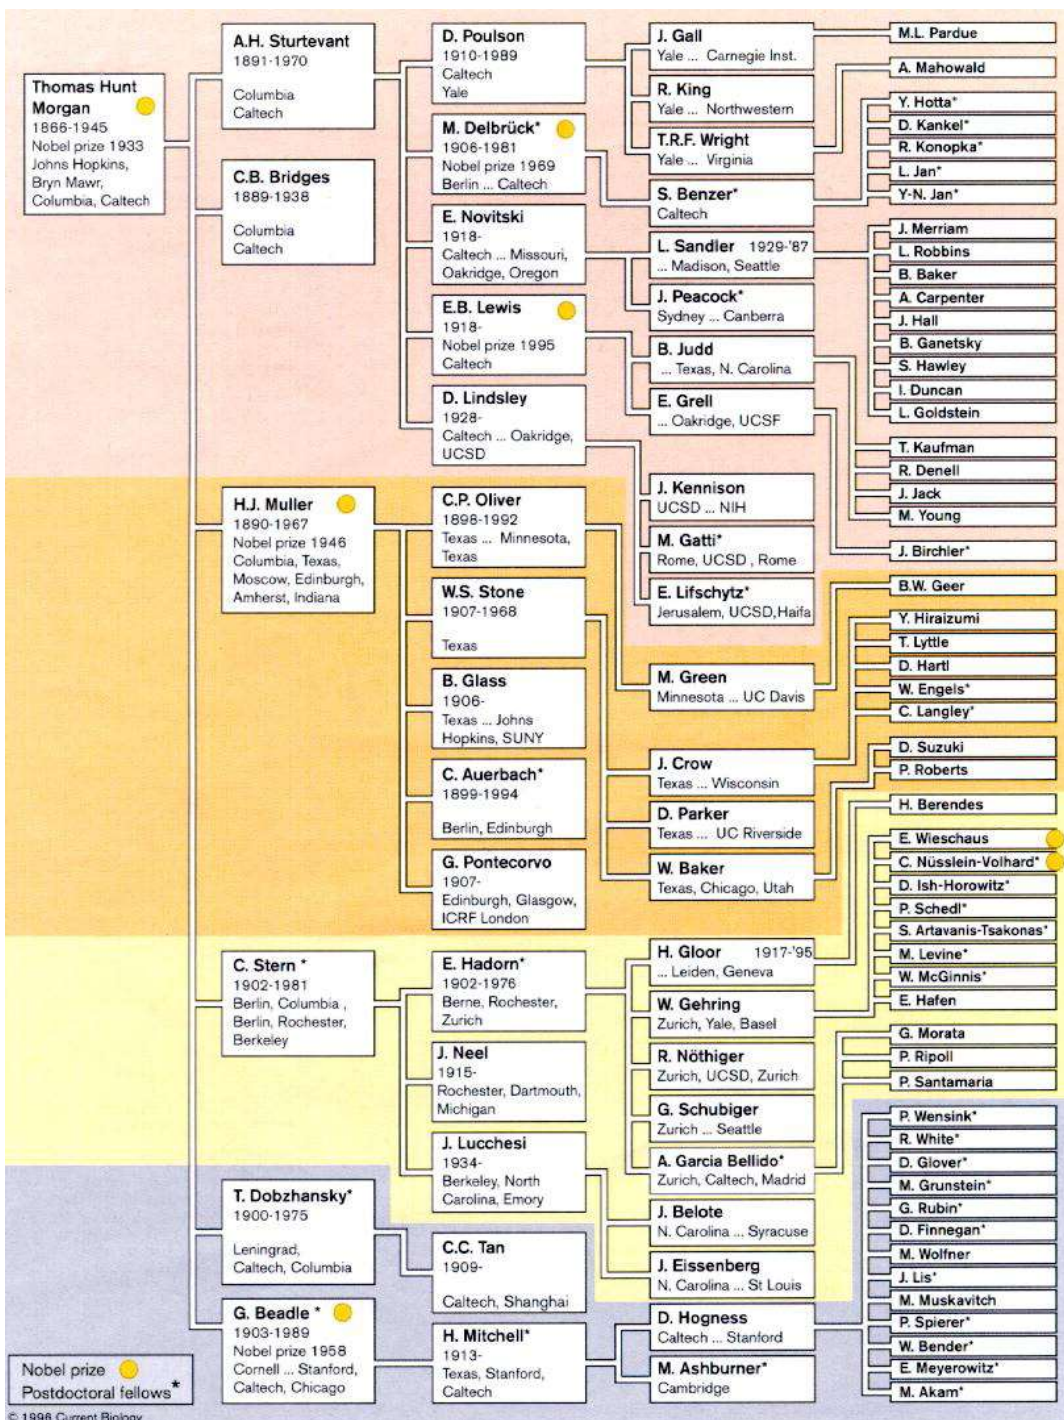 Thomas Hunt
Morgan
1866-1945
Nobel prize 1933
Johns Hopkins,
Bryn Mawr,
Columbia, Caltech
A.H. Sturtevant
1891-1970
Columbia
Caltech
C.B. Bridges
1889-1938
Columbia
Caltech
H.J. Muller
1890-1967
Nobel prize 1946
Columbia, Texas,
Moscow, Edinburgh,
Amherst, Indiana
C. Stern *
1902-1981
Berlin, Columbia ,
Berlin, Rochester,
Berkeley
T. Dobzhansky*
1900-1975
Leningrad,
Caltech, Columbia
G. Beadle *
1903-1989
Nobel prize 1958
Cornell ... Stanford,
Caltech, Chicago
D. Poulson
1910-1989
Caltech
Yale
M. Delbrück*
1906-1981
Nobel prize 1969
Berlin ... Caltech
E. Novitski
1918-
Caltech ... Missouri,
Oakridge, Oregon
E.B. Lewis
1918-
Nobel prize 1995
Caltech
D. Lindsley
1928-
Caltech ... Oakridge,
UCSD
C.P. Oliver
1898-1992
Texas ... Minnesota,
Texas
W.S. Stone
1907-1968
Texas
B. Glass
1906-
Texas ... Johns
Hopkins, SUNY
C. Auerbach*
1899-1994
Berlin, Edinburgh
G. Pontecorvo
1907-
Edinburgh, Glasgow,
ICRF London
E. Hadorn*
1902-1976
Berne, Rochester,
Zurich
J. Neel
1915-
Rochester, Dartmouth,
Michigan
J. Lucchesi
1934-
Berkeley, North
Carolina, Emory
C.C. Tan
1909-
Caltech, Shanghai
H. Mitchell*
1913-
Texas, Stanford,
Caltech
J. Gall
Yale ... Carnegie Inst.
R. King
Yale ... Northwestern
T.R.F. Wright
Yale ... Virginia
S. Benzer*
Caltech
L. Sandler 1929-'87
... Madison, Seattle
J. Peacock*
Sydney ... Canberra
B. Judd
... Texas, N. Carolina
E. Grell
... Oakridge, UCSF
J. Kennison
UCSD ... NIH
M. Gatti*
Rome, UCSD , Rome
E. Lifschytz*
Jerusalem, UCSD,Haifa
M. Green
Minnesota ... UC Davis
J. Crow
Texas ... Wisconsin
D. Parker
Texas ... UC Riverside
W. Baker
Texas, Chicago, Utah
H. Gloor 1917-'95
... Leiden, Geneva
W. Gehring
Zurich, Yale, Basel
R. Nöthiger
Zurich, UCSD, Zurich
G. Schubiger
Zurich ... Seattle
A. Garcia Bellido*
Zurich, Caltech, Madrid
J. Belote
N. Carolina ... Syracuse
J. Eissenberg
N. Carolina ... St Louis
D. Hogness
Caltech ... Stanford
M. Ashburner*
Cambridge
M.L. Pardue
A. Mahowald
Y. Hotta*
D. Kankel*
R. Konopka*
L. Jan*
Y-N. Jan*
J. Merriam
L. Robbins
B. Baker
A. Carpenter
J. Hall
B. Ganetsky
S. Hawley
I. Duncan
L. Goldstein
T. Kaufman
R. Denell
J. Jack
M. Young
J. Birchler*
B.W. Geer
Y. Hiraizumi
T. Lyttle
D. Hartl
W. Engels*
C. Langley*
D. Suzuki
P. Roberts
H. Berendes
E. Wieschaus
C. Nüsslein-Volhard*
D. Ish-Horowitz*
P. Schedl*
S. Artavanis-Tsakonas*
M. Levine*
W. McGinnis*
E. Hafen
G. Morata
P. Ripoll
P. Santamaria
P. Wensink*
R. White*
D. Glover*
M. Grunstein*
G. Rubin*
D. Finnegan*
M. Wolfner
J. Lis*
M. Muskavitch
P. Spierer*
W. Bender*
E. Meyerowitz*
M. Akam*
Nobel prize
Postdoctoral fellows*
© 1996 Current Biology